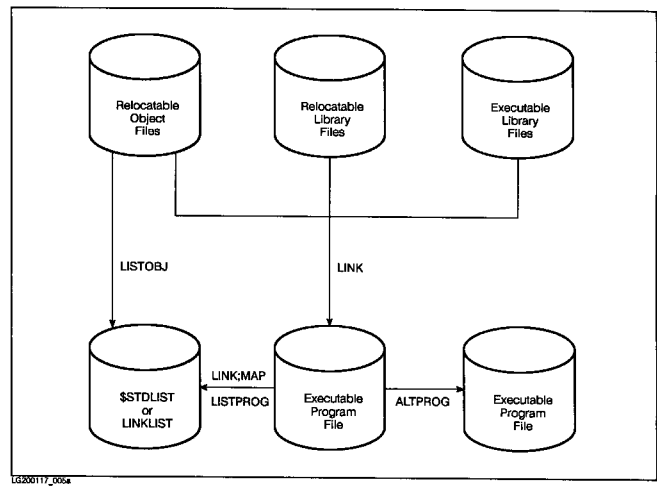 Relocatable
Object
Files
Relocatable
Library
Files
Executable
Library
Files
LISTOBJ
LINK
$STDLIST
or
LINKLIST
LINK;MAP
LISTPROG
Executable
Program
File
ALTPROG
Executable
Program
File
LG200117_005a